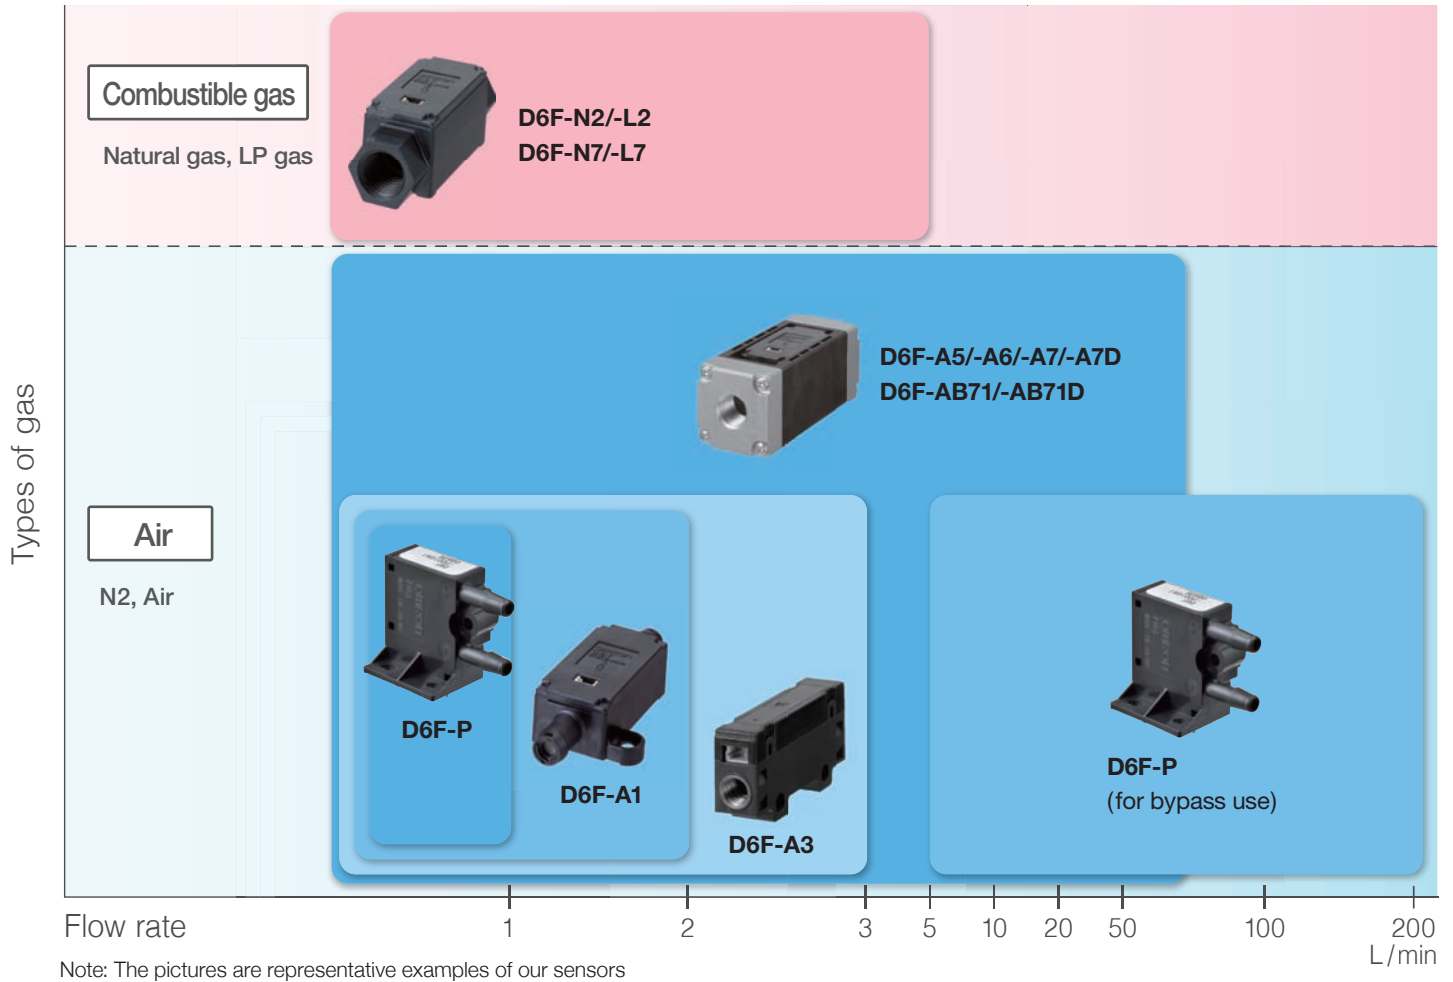 Combustible gas
Natural gas, LP gas
D6F-N2/-L2
D6F-N7/-L7
Types of gas
Air
N2, Air
D6F-A5/-A6/-A7/-A7D
D6F-AB71/-AB71D
D6F-P
D6F-A1
D6F-A3
D6F-P
(for bypass use)
Flow rate
1 2 3 5 10 20 50 100 200
L/min
Note: The pictures are representative examples of our sensors